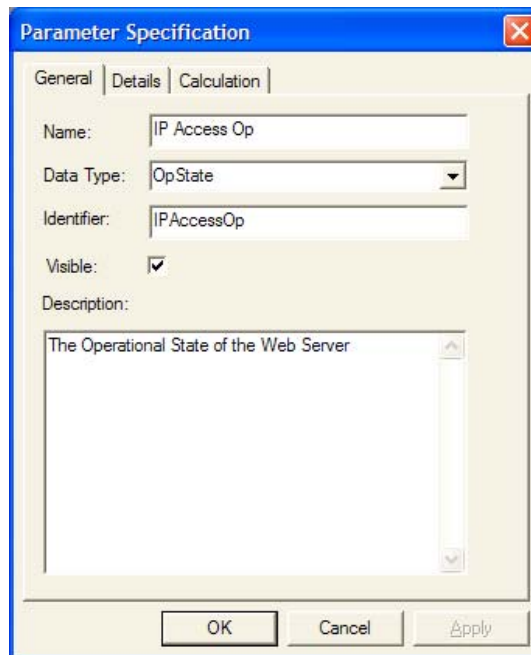 Parameter Specification
General Details Calculation
Name: IP Access Op
Data Type: OpState
Identifier: IPAccessOp
Visible:
Description:
The Operational State of the Web Server
OK Cancel Apply